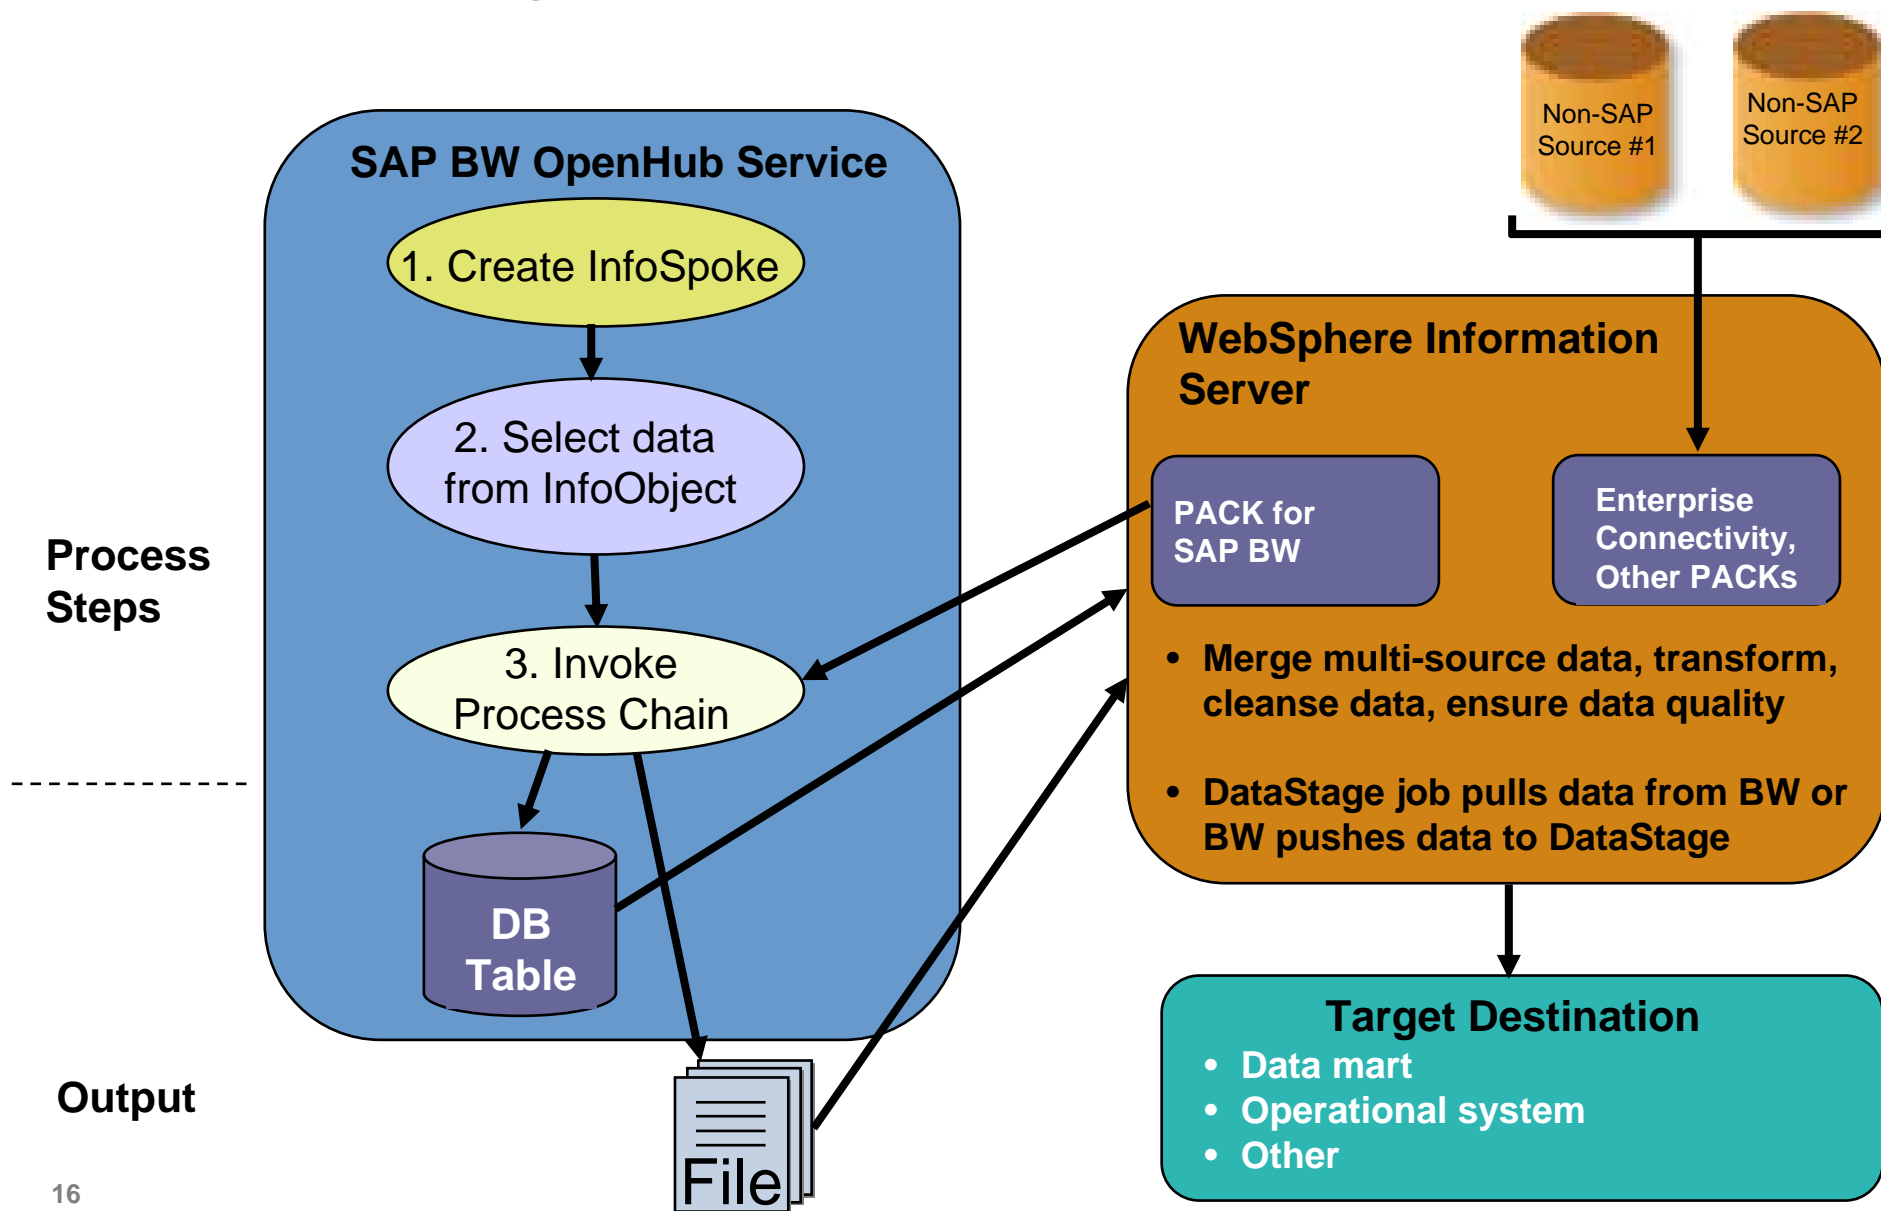 Non-SAP
Source #1
Non-SAP
Source #2
SAP BW OpenHub Service
1. Create InfoSpoke
2. Select data
from InfoObject
3. Invoke
Process Chain
DB
Table
File
Process
Steps
Output
WebSphere Information
Server
PACK for
SAP BW
Enterprise
Connectivity,
Other PACKs
• Merge multi-source data, transform,
cleanse data, ensure data quality
• DataStage job pulls data from BW or
BW pushes data to DataStage
Target Destination
• Data mart
• Operational system
• Other
16